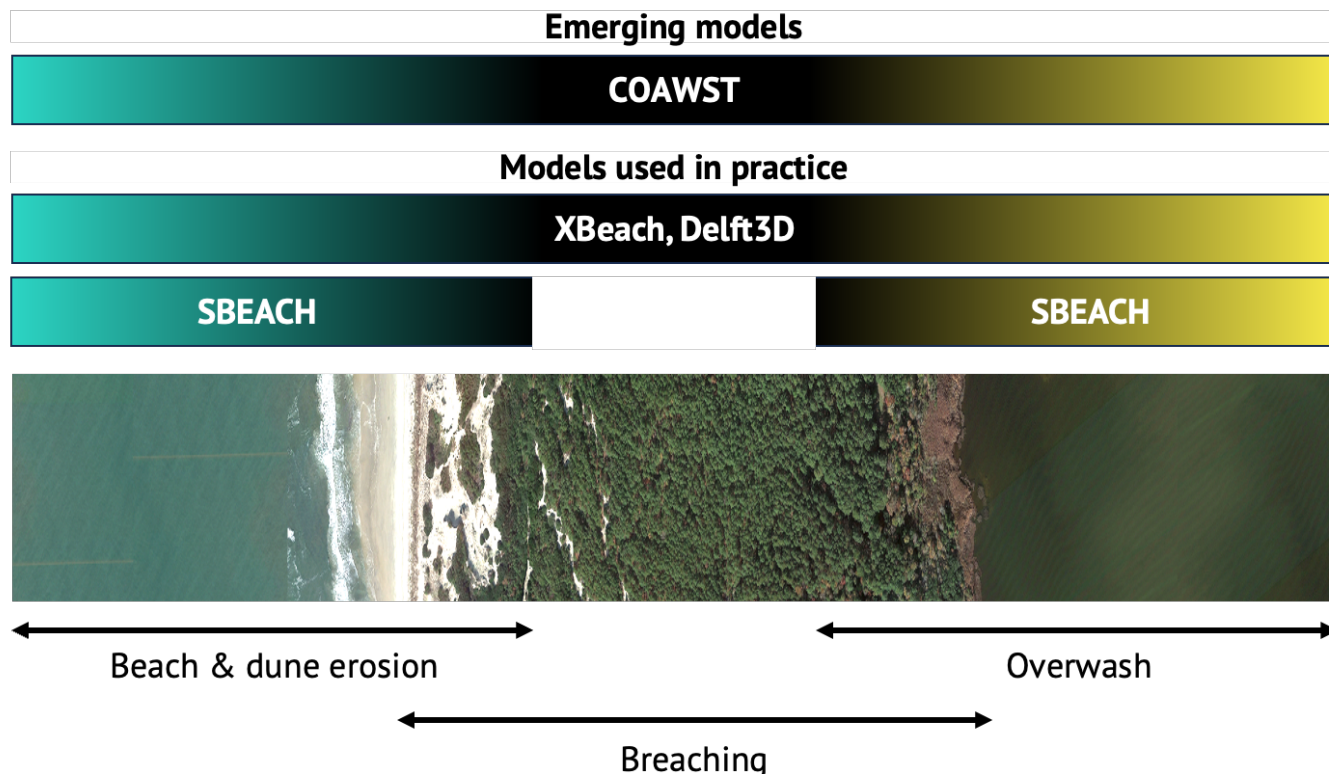 Emerging models
COAWST
Models used in practice
XBeach, Delft3D
SBEACH SBEACH
Beach & dune erosion Overwash
Breaching